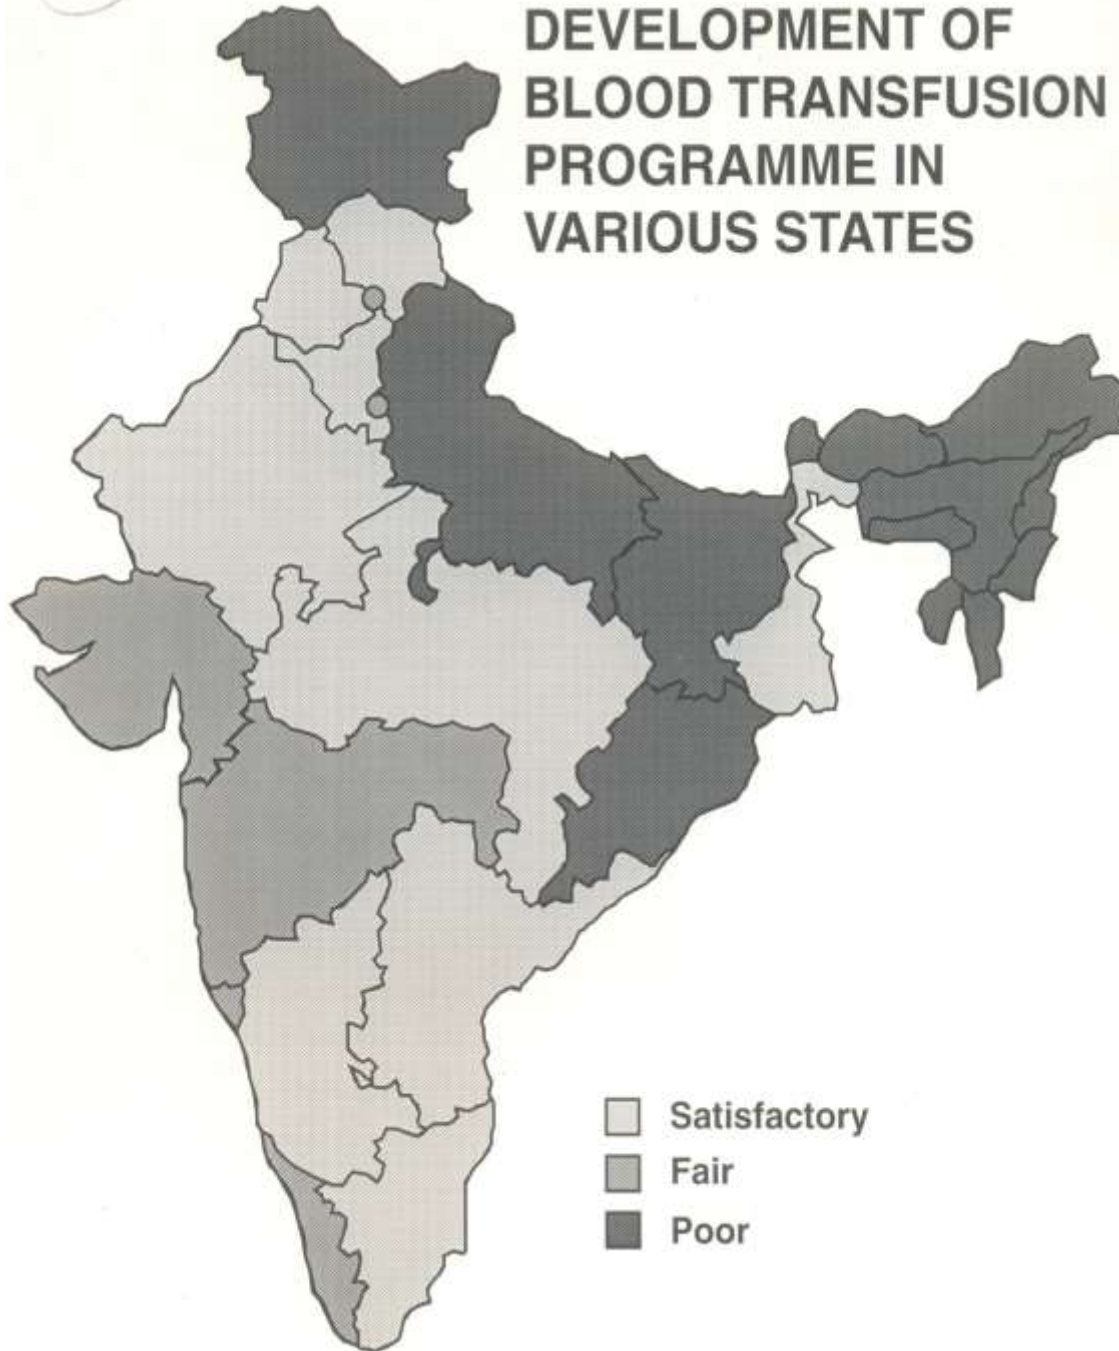 DEVELOPMENT OF
BLOOD TRANSFUSION
PROGRAMME IN
VARIOUS STATES
Satisfactory
Fair
Poor